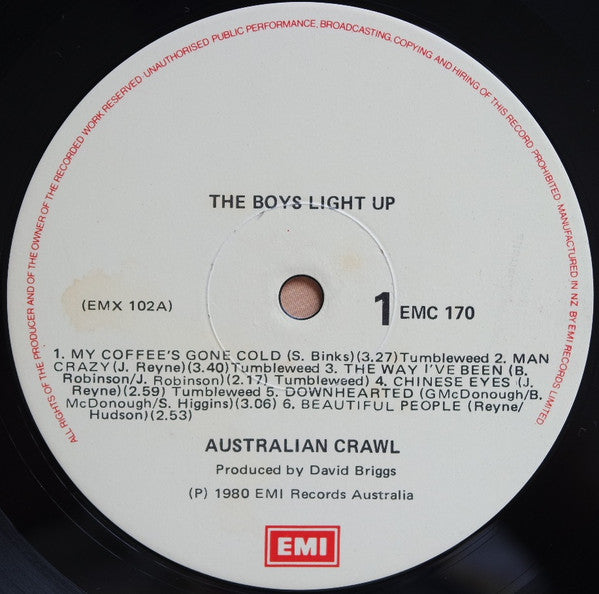 ALL RIGHTS OF THE PRODUCER AND OF THE OWNER OF THE RECORDED WORK RESERVED. UNAUTHORISED PUBLIC PERFORMANCE, BROADCASTING, COPYING AND HIRING OF THIS RECORD PROHIBITED. MANUFACTURED IN NZ BY EMI RECORDS LIMITED
THE BOYS LIGHT UP
(EMX 102A) 1 EMC 170
1. MY COFFEE'S GONE COLD (S. Binks)(3.27)Tumbleweed 2. MAN
CRAZY(J. Reyne)(3.40)Tumbleweed 3. THE WAY I'VE BEEN (B.
Robinson/J. Robinson)(2.17) Tumbleweed) 4. CHINESE EYES (J.
Reyne)(2.59) Tumbleweed 5. DOWNHEARTED (GMcDonough/B.
McDonough/S. Higgins)(3.06) 6. BEAUTIFUL PEOPLE (Reyne/
Hudson)(2.53)
AUSTRALIAN CRAWL
Produced by David Briggs
(P) 1980 EMI Records Australia
EMI